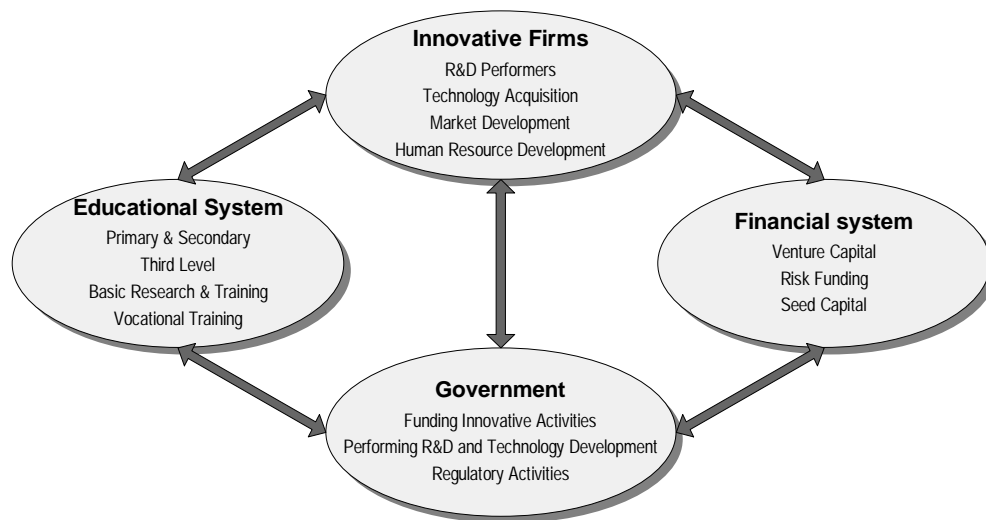 Innovative Firms
R&D Performers
Technology Acquisition
Market Development
Human Resource Development
Educational System
Primary & Secondary
Third Level
Basic Research & Training
Vocational Training
Financial system
Venture Capital
Risk Funding
Seed Capital
Government
Funding Innovative Activities
Performing R&D and Technology Development
Regulatory Activities